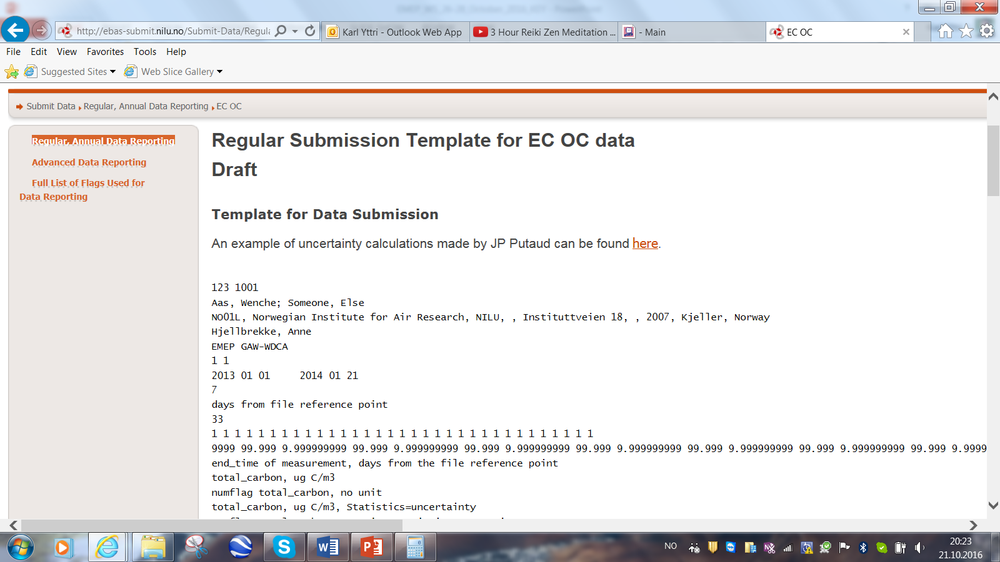 http://ebas-submit.nilu.no/Submit-Data/Regula
Karl Yttri - Outlook Web App
3 Hour Reiki Zen Meditation ...
- Main
EC OC
File Edit View Favorites Tools Help
Suggested Sites
Web Slice Gallery
Submit Data Regular, Annual Data Reporting EC OC
Regular, Annual Data Reporting
Advanced Data Reporting
Full List of Flags Used for
Data Reporting
Regular Submission Template for EC OC data
Draft
Template for Data Submission
An example of uncertainty calculations made by JP Putaud can be found here.
123 1001
Aas, Wenche; Someone, Else
NO01L, Norwegian Institute for Air Research, NILU, , Instituttveien 18, , 2007, Kjeller, Norway
Hjellbrekke, Anne
EMEP GAW-WDCA
1 1
2013 01 01     2014 01 21
7
days from file reference point
33
1 1 1 1 1 1 1 1 1 1 1 1 1 1 1 1 1 1 1 1 1 1 1 1 1 1 1 1 1 1 1 1 1
9999 99.999 9.999999999 99.999 9.999999999 99.999 9.999999999 99.999 9.999999999 99.999 9.999999999 99.999 9.999999999 99.999 9.9999
end_time of measurement, days from the file reference point
total_carbon, ug C/m3
numflag total_carbon, no unit
total_carbon, ug C/m3, Statistics=uncertainty
NO
20:23
21.10.2016